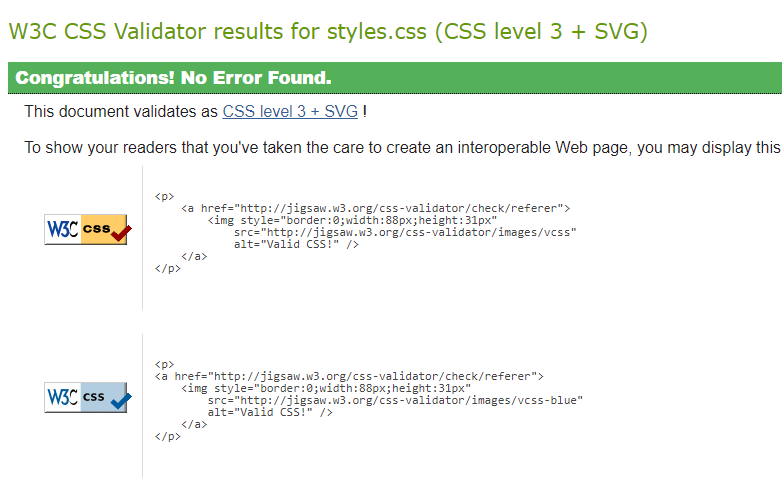 W3C CSS Validator results for styles.css (CSS level 3 + SVG)
Congratulations! No Error Found.
This document validates as CSS level 3 + SVG !
To show your readers that you've taken the care to create an interoperable Web page, you may display this
W3C css
<p>
    <a href="http://jigsaw.w3.org/css-validator/check/referer">
        <img style="border:0;width:88px;height:31px"
            src="http://jigsaw.w3.org/css-validator/images/vcss"
            alt="Valid CSS!" />
    </a>
</p>
W3C css
<p>
<a href="http://jigsaw.w3.org/css-validator/check/referer">
    <img style="border:0;width:88px;height:31px"
        src="http://jigsaw.w3.org/css-validator/images/vcss-blue"
        alt="Valid CSS!" />
    </a>
</p>